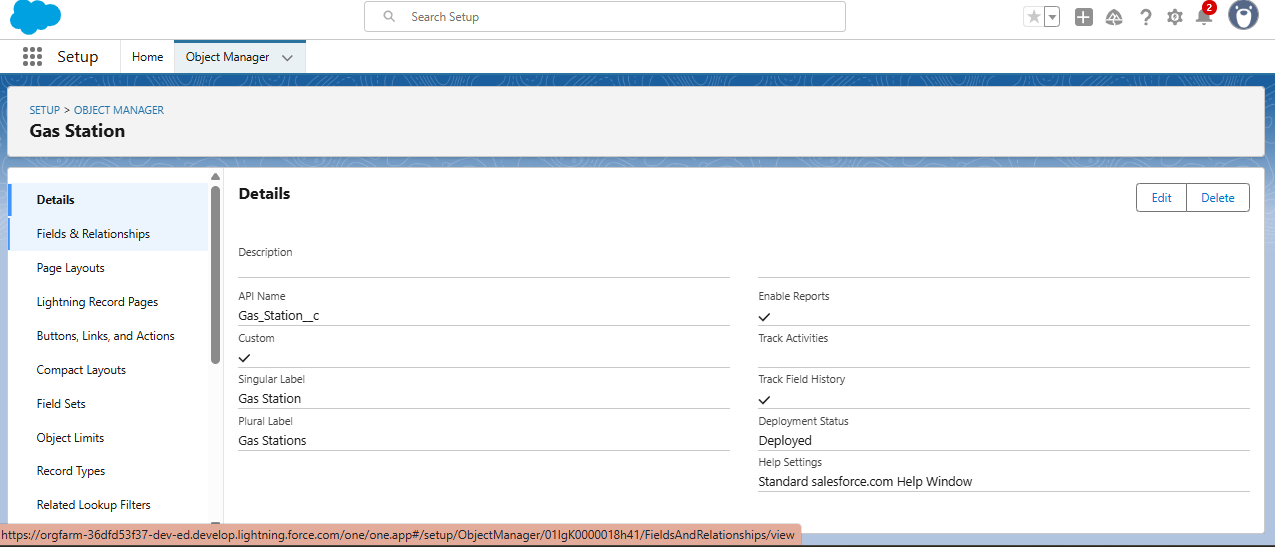 Search Setup
2
Setup
Home
Object Manager
SETUP > OBJECT MANAGER
Gas Station
Details
Fields & Relationships
Page Layouts
Lightning Record Pages
Buttons, Links, and Actions
Compact Layouts
Field Sets
Object Limits
Record Types
Related Lookup Filters
Details
Edit
Delete
Description
API Name
Gas_Station__c
Custom
Singular Label
Gas Station
Plural Label
Gas Stations
Enable Reports
Track Activities
Track Field History
Deployment Status
Deployed
Help Settings
Standard salesforce.com Help Window
https://orgfarm-36dfd53f37-dev-ed.develop.lightning.force.com/one/one.app#/setup/ObjectManager/01IgK0000018h41/FieldsAndRelationships/view